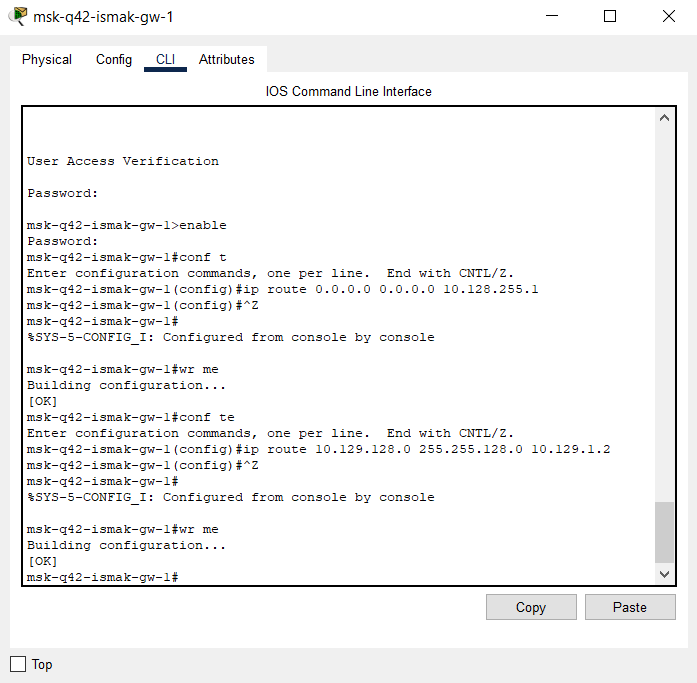 msk-q42-ismak-gw-1
Physical Config CLI Attributes
IOS Command Line Interface
User Access Verification
Password:
msk-q42-ismak-gw-1>enable
Password:
msk-q42-ismak-gw-1#conf t
Enter configuration commands, one per line.  End with CNTL/Z.
msk-q42-ismak-gw-1(config)#ip route 0.0.0.0 0.0.0.0 10.128.255.1
msk-q42-ismak-gw-1(config)#^Z
msk-q42-ismak-gw-1#
%SYS-5-CONFIG_I: Configured from console by console
msk-q42-ismak-gw-1#wr me
Building configuration...
[OK]
msk-q42-ismak-gw-1#conf te
Enter configuration commands, one per line.  End with CNTL/Z.
msk-q42-ismak-gw-1(config)#ip route 10.129.128.0 255.255.128.0 10.129.1.2
msk-q42-ismak-gw-1(config)#^Z
msk-q42-ismak-gw-1#
%SYS-5-CONFIG_I: Configured from console by console
msk-q42-ismak-gw-1#wr me
Building configuration...
[OK]
msk-q42-ismak-gw-1#
Copy Paste
Top